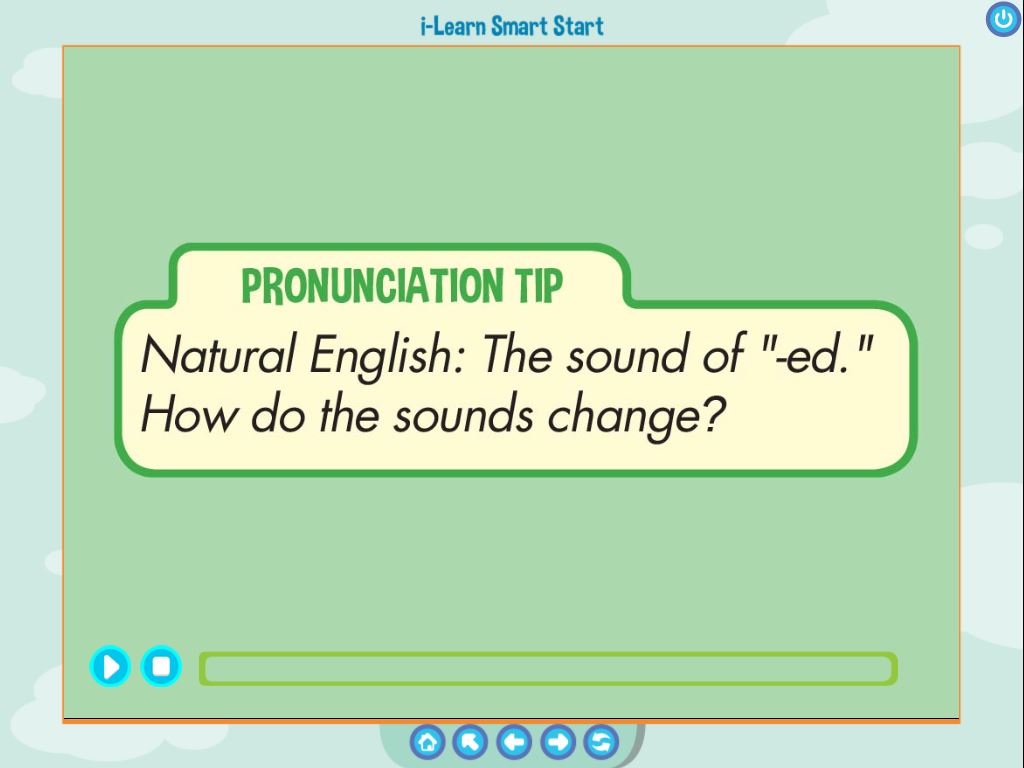 i-Learn Smart Start
PRONUNCIATION TIP
Natural English: The sound of "-ed."
How do the sounds change?